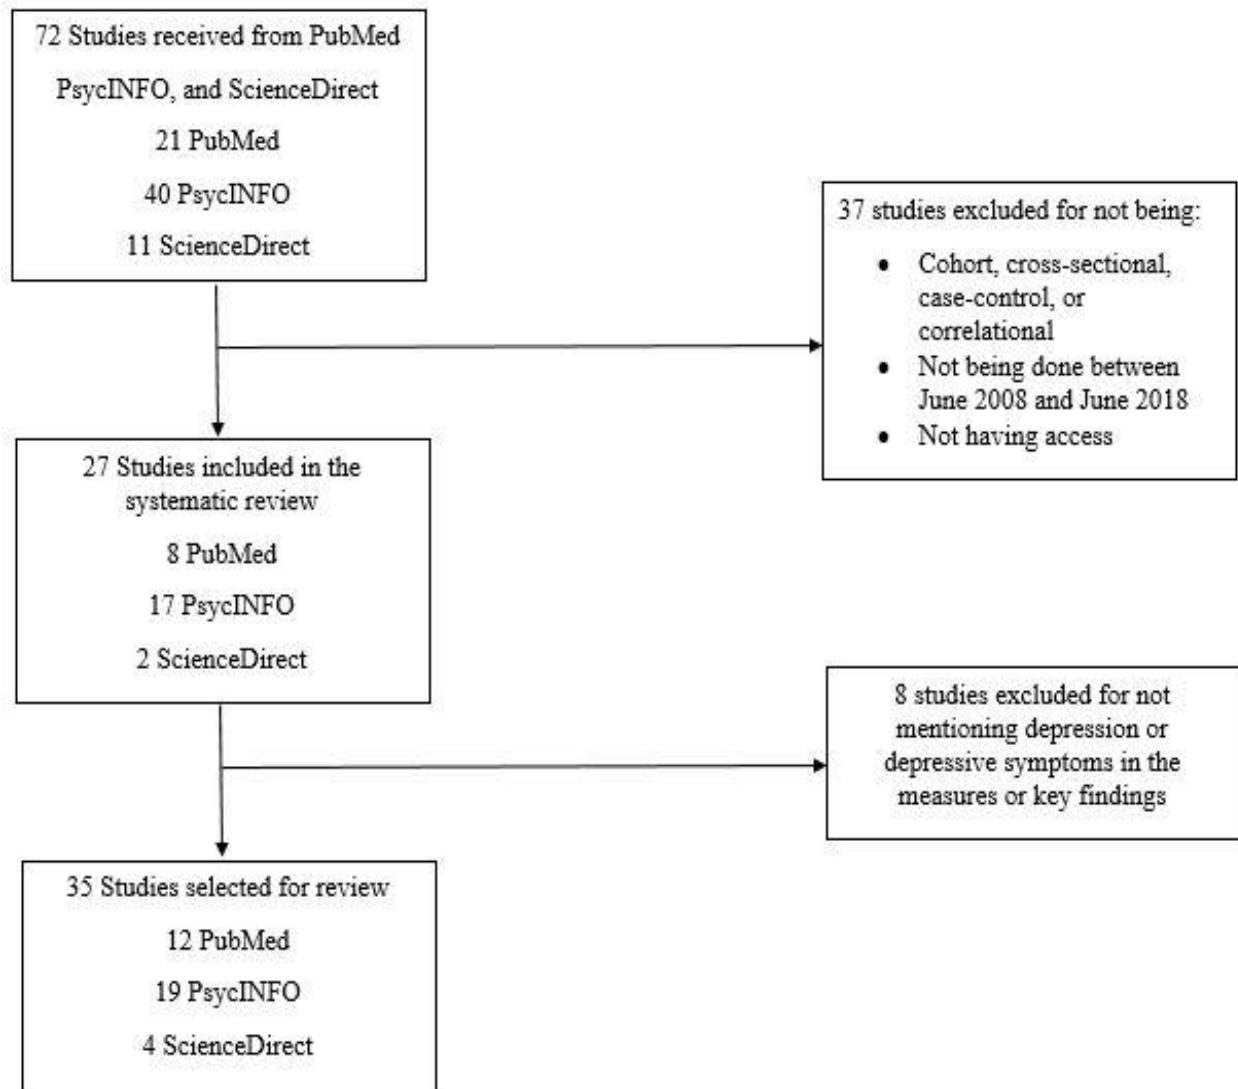 72 Studies received from PubMed
PsycINFO, and ScienceDirect
21 PubMed
40 PsycINFO
11 ScienceDirect
37 studies excluded for not being:
● Cohort, cross-sectional,
case-control, or
correlational
● Not being done between
June 2008 and June 2018
● Not having access
27 Studies included in the
systematic review
8 PubMed
17 PsycINFO
2 ScienceDirect
8 studies excluded for not
mentioning depression or
depressive symptoms in the
measures or key findings
35 Studies selected for review
12 PubMed
19 PsycINFO
4 ScienceDirect